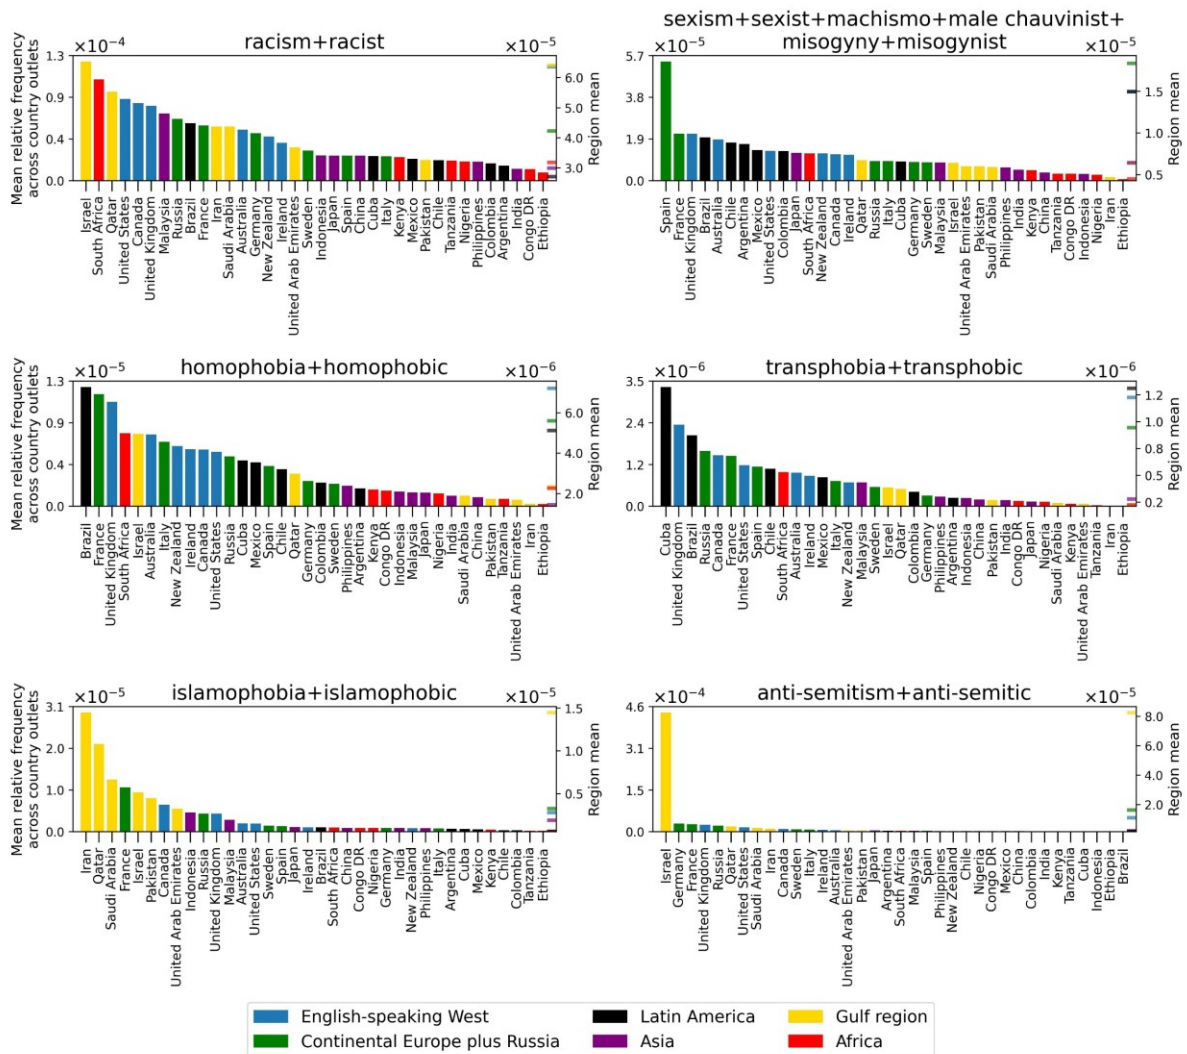 sexism+sexist+machismo+male chauvinist+
misogyny+misogynist
racism+racist
×10⁻⁴
×10⁻⁵
1.3
0.9
0.4
0.0
Mean relative frequency
across country outlets
6.0
5.0
4.0
3.0
Region mean
Israel
South Africa
Qatar
United States
Canada
United Kingdom
Malaysia
Russia
Brazil
France
Iran
Saudi Arabia
Australia
Germany
New Zealand
Ireland
United Arab Emirates
Sweden
Indonesia
Japan
Spain
China
Cuba
Italy
Kenya
Mexico
Pakistan
Chile
Tanzania
Nigeria
Philippines
Colombia
Argentina
India
Congo DR
Ethiopia
×10⁻⁵
5.7
3.8
1.9
0.0
×10⁻⁵
1.5
1.0
0.5
Region mean
Spain
France
United Kingdom
Brazil
Australia
Chile
Argentina
Mexico
United States
Colombia
Japan
South Africa
New Zealand
Canada
Ireland
Qatar
Russia
Italy
Cuba
Germany
Sweden
Malaysia
Israel
United Arab Emirates
Pakistan
Saudi Arabia
Philippines
India
Kenya
China
Tanzania
Congo DR
Indonesia
Nigeria
Iran
Ethiopia
homophobia+homophobic
×10⁻⁵
×10⁻⁶
1.3
0.9
0.4
0.0
Mean relative frequency
across country outlets
6.0
4.0
2.0
Region mean
Brazil
France
United Kingdom
South Africa
Israel
Australia
Italy
New Zealand
Ireland
Canada
United States
Russia
Cuba
Mexico
Spain
Chile
Qatar
Germany
Colombia
Sweden
Philippines
Argentina
Kenya
Congo DR
Indonesia
Malaysia
Japan
Nigeria
India
Saudi Arabia
China
Pakistan
Tanzania
United Arab Emirates
Iran
Ethiopia
transphobia+transphobic
×10⁻⁶
×10⁻⁶
3.5
2.4
1.2
0.0
1.2
1.0
0.8
0.5
0.2
Region mean
Cuba
United Kingdom
Brazil
Russia
Canada
France
United States
Spain
Chile
South Africa
Australia
Ireland
Mexico
Italy
New Zealand
Malaysia
Sweden
Israel
Qatar
Colombia
Germany
Philippines
Argentina
Indonesia
China
Pakistan
India
Congo DR
Japan
Nigeria
Saudi Arabia
Kenya
United Arab Emirates
Tanzania
Iran
Ethiopia
islamophobia+islamophobic
×10⁻⁵
×10⁻⁵
3.1
2.0
1.0
0.0
Mean relative frequency
across country outlets
1.5
1.0
0.5
Region mean
Iran
Qatar
Saudi Arabia
France
Israel
Pakistan
Canada
United Arab Emirates
Indonesia
Russia
United Kingdom
Malaysia
Australia
United States
Sweden
Spain
Japan
Ireland
Brazil
South Africa
China
Congo DR
Nigeria
Germany
India
New Zealand
Philippines
Italy
Argentina
Cuba
Mexico
Kenya
Chile
Colombia
Tanzania
Ethiopia
anti-semitism+anti-semitic
×10⁻⁴
×10⁻⁵
4.6
3.1
1.5
0.0
8.0
6.0
4.0
2.0
Region mean
Israel
Germany
France
United Kingdom
Russia
Qatar
United States
Saudi Arabia
Iran
Canada
Sweden
Italy
Ireland
Australia
United Arab Emirates
Pakistan
Japan
Argentina
South Africa
Malaysia
Spain
Philippines
New Zealand
Chile
Nigeria
Congo DR
Mexico
China
Colombia
India
Kenya
Tanzania
Cuba
Indonesia
Ethiopia
Brazil
English-speaking West
Continental Europe plus Russia
Latin America
Asia
Gulf region
Africa